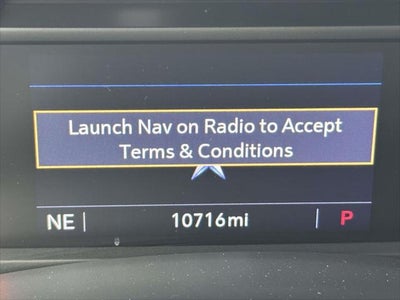 Launch Nav on Radio to Accept
Terms & Conditions
NE 10716mi P